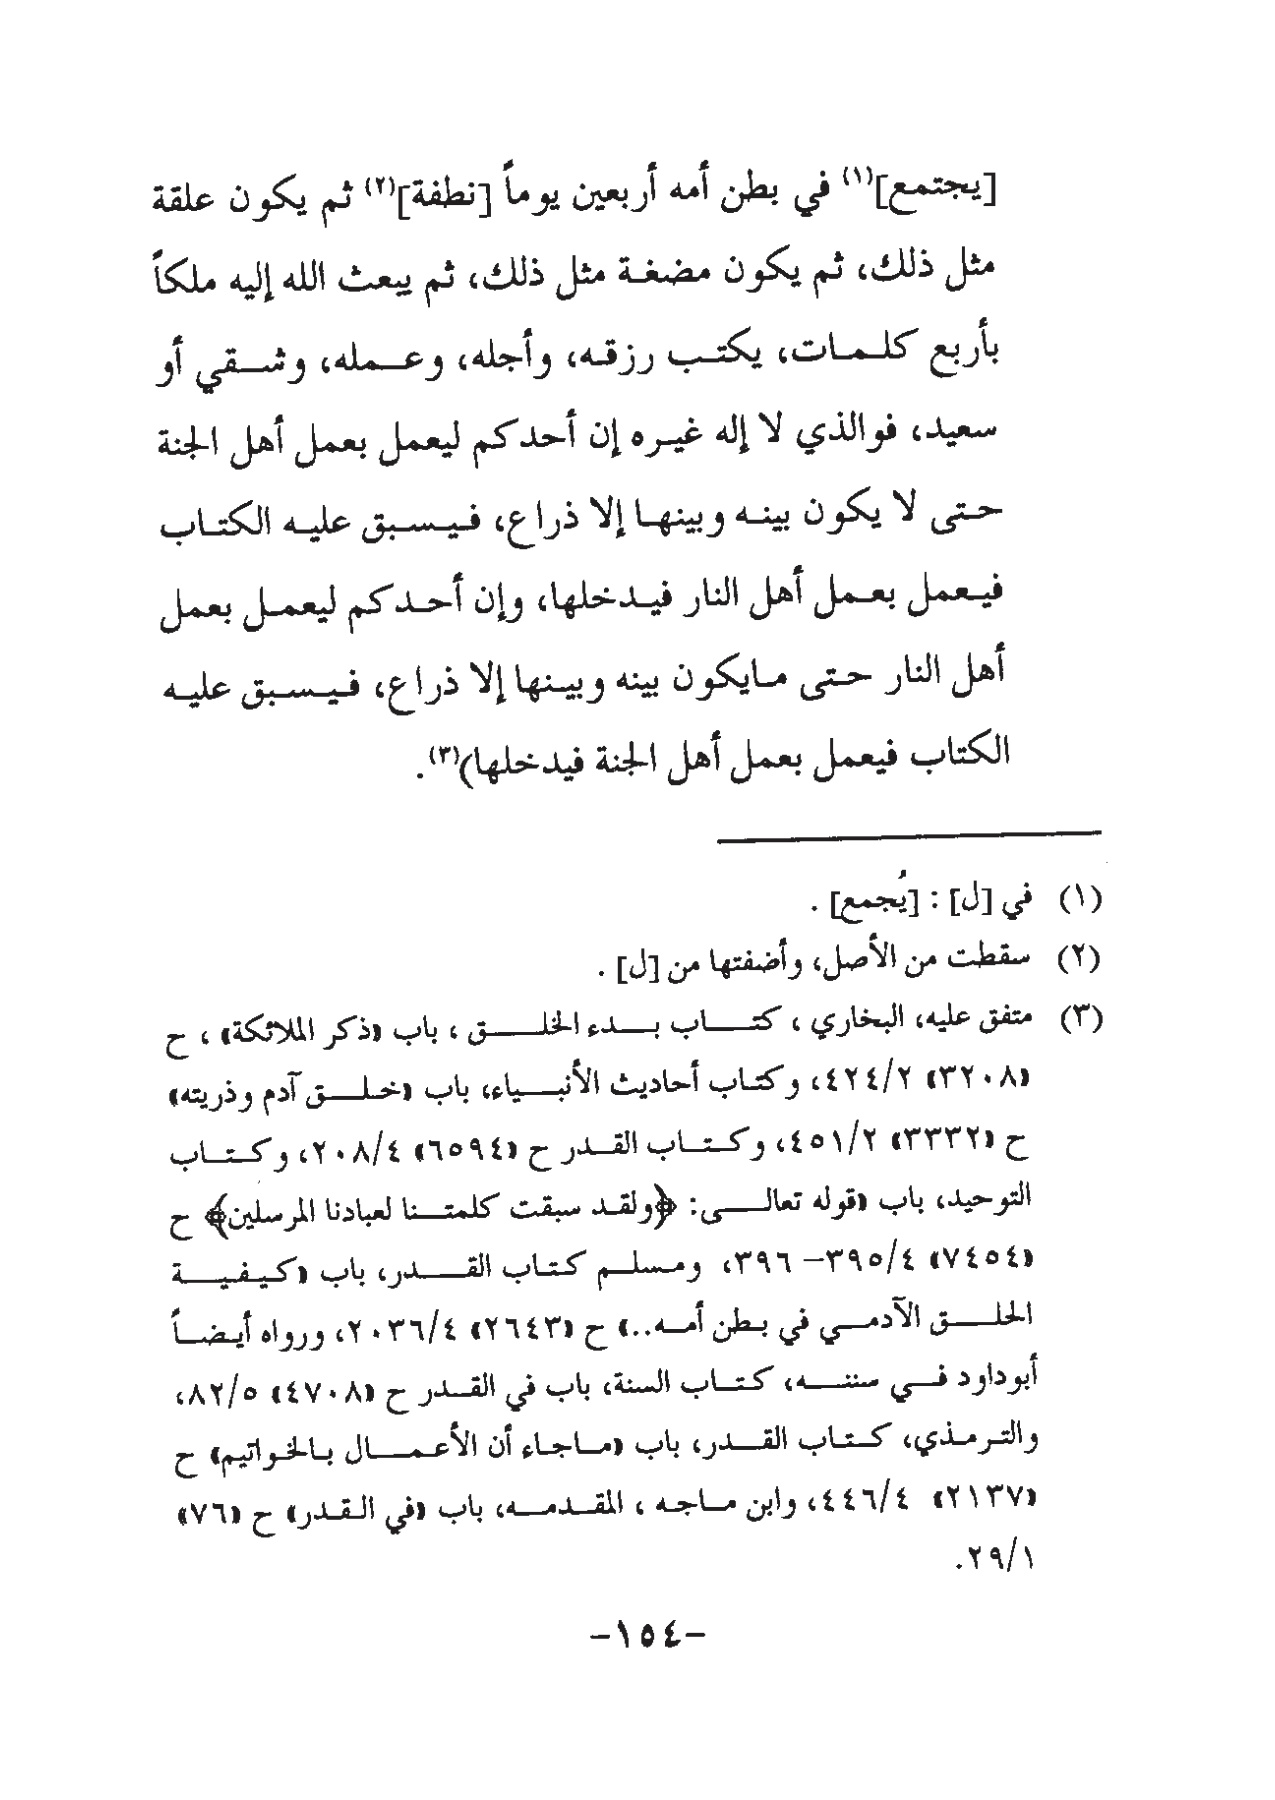 [يجتمع](١) في بطن أمه أربعين يوماً [نطفة](٢) ثم يكون علقة
مثل ذلك، ثم يكون مضغة مثل ذلك، ثم يبعث الله إليه ملكاً
بأربع كلمات، يكتب رزقه، وأجله، وعمله، وشقي أو
سعيد، فوالذي لا إله غيره إن أحدكم ليعمل بعمل أهل الجنة
حتى لا يكون بينه وبينها إلا ذراع، فيسبق عليه الكتاب
فيعمل بعمل أهل النار فيدخلها، وإن أحدكم ليعمل بعمل
أهل النار حتى مايكون بينه وبينها إلا ذراع، فيسبق عليه
الكتاب فيعمل بعمل أهل الجنة فيدخلها)(٣).
(١) في [ل] : [يُجمع] .
(٢) سقطت من الأصل، وأضفتها من [ل] .
(٣) متفق عليه، البخاري ، كتاب بدء الخلق ، باب «ذكر الملائكة» ، ح
«٣٢٠٨» ٤٢٤/٢، وكتاب أحاديث الأنبياء، باب «خلق آدم وذريته»
ح «٣٣٣٢» ٤٥١/٢، وكتاب القدر ح «٦٥٩٤» ٢٠٨/٤، وكتاب
التوحيد، باب «قوله تعالى: ﴿ولقد سبقت كلمتنا لعبادنا المرسلين﴾ ح
«٧٤٥٤» ٣٩٥/٤– ٣٩٦، ومسلم كتاب القدر، باب «كيفية
الخلق الآدمي في بطن أمه..» ح «٢٦٤٣» ٢٠٣٦/٤، ورواه أيضاً
أبوداود في سننه، كتاب السنة، باب في القدر ح «٤٧٠٨» ٨٢/٥،
والترمذي، كتاب القدر، باب «ماجاء أن الأعمال بالخواتيم» ح
«٢١٣٧» ٤٤٦/٤، وابن ماجه ، المقدمه، باب «في القدر» ح «٧٦»
٢٩/١.
-١٥٤-